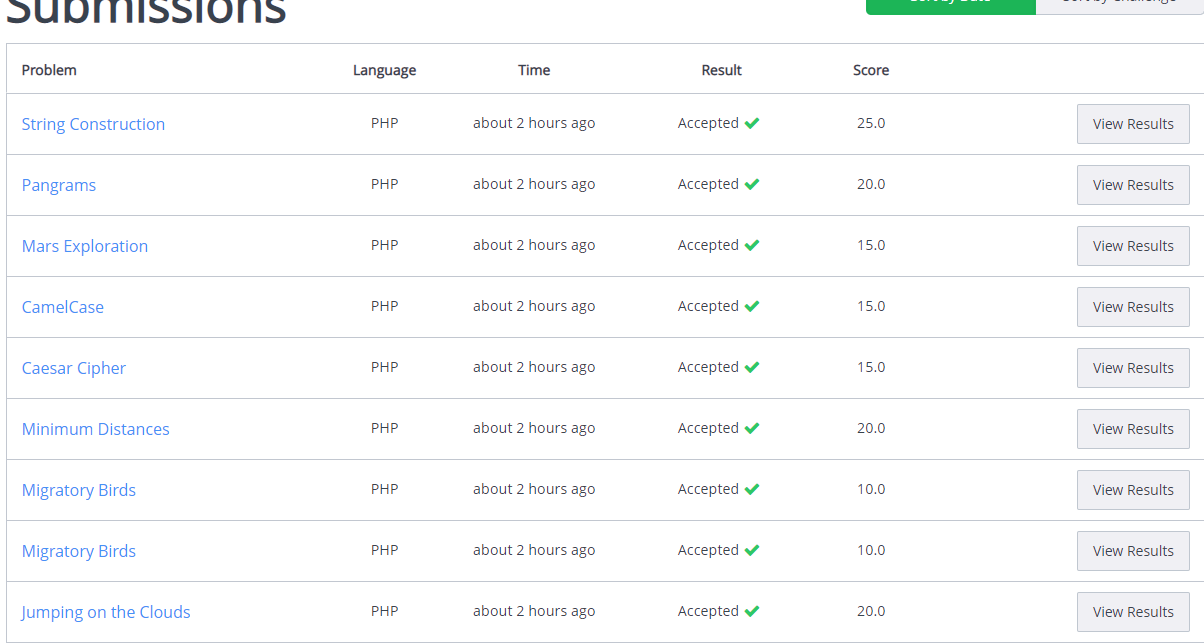 Submissions
Sort by Date Sort by Challenge
Problem Language Time Result Score
String Construction PHP about 2 hours ago Accepted 25.0 View Results
Pangrams PHP about 2 hours ago Accepted 20.0 View Results
Mars Exploration PHP about 2 hours ago Accepted 15.0 View Results
CamelCase PHP about 2 hours ago Accepted 15.0 View Results
Caesar Cipher PHP about 2 hours ago Accepted 15.0 View Results
Minimum Distances PHP about 2 hours ago Accepted 20.0 View Results
Migratory Birds PHP about 2 hours ago Accepted 10.0 View Results
Migratory Birds PHP about 2 hours ago Accepted 10.0 View Results
Jumping on the Clouds PHP about 2 hours ago Accepted 20.0 View Results